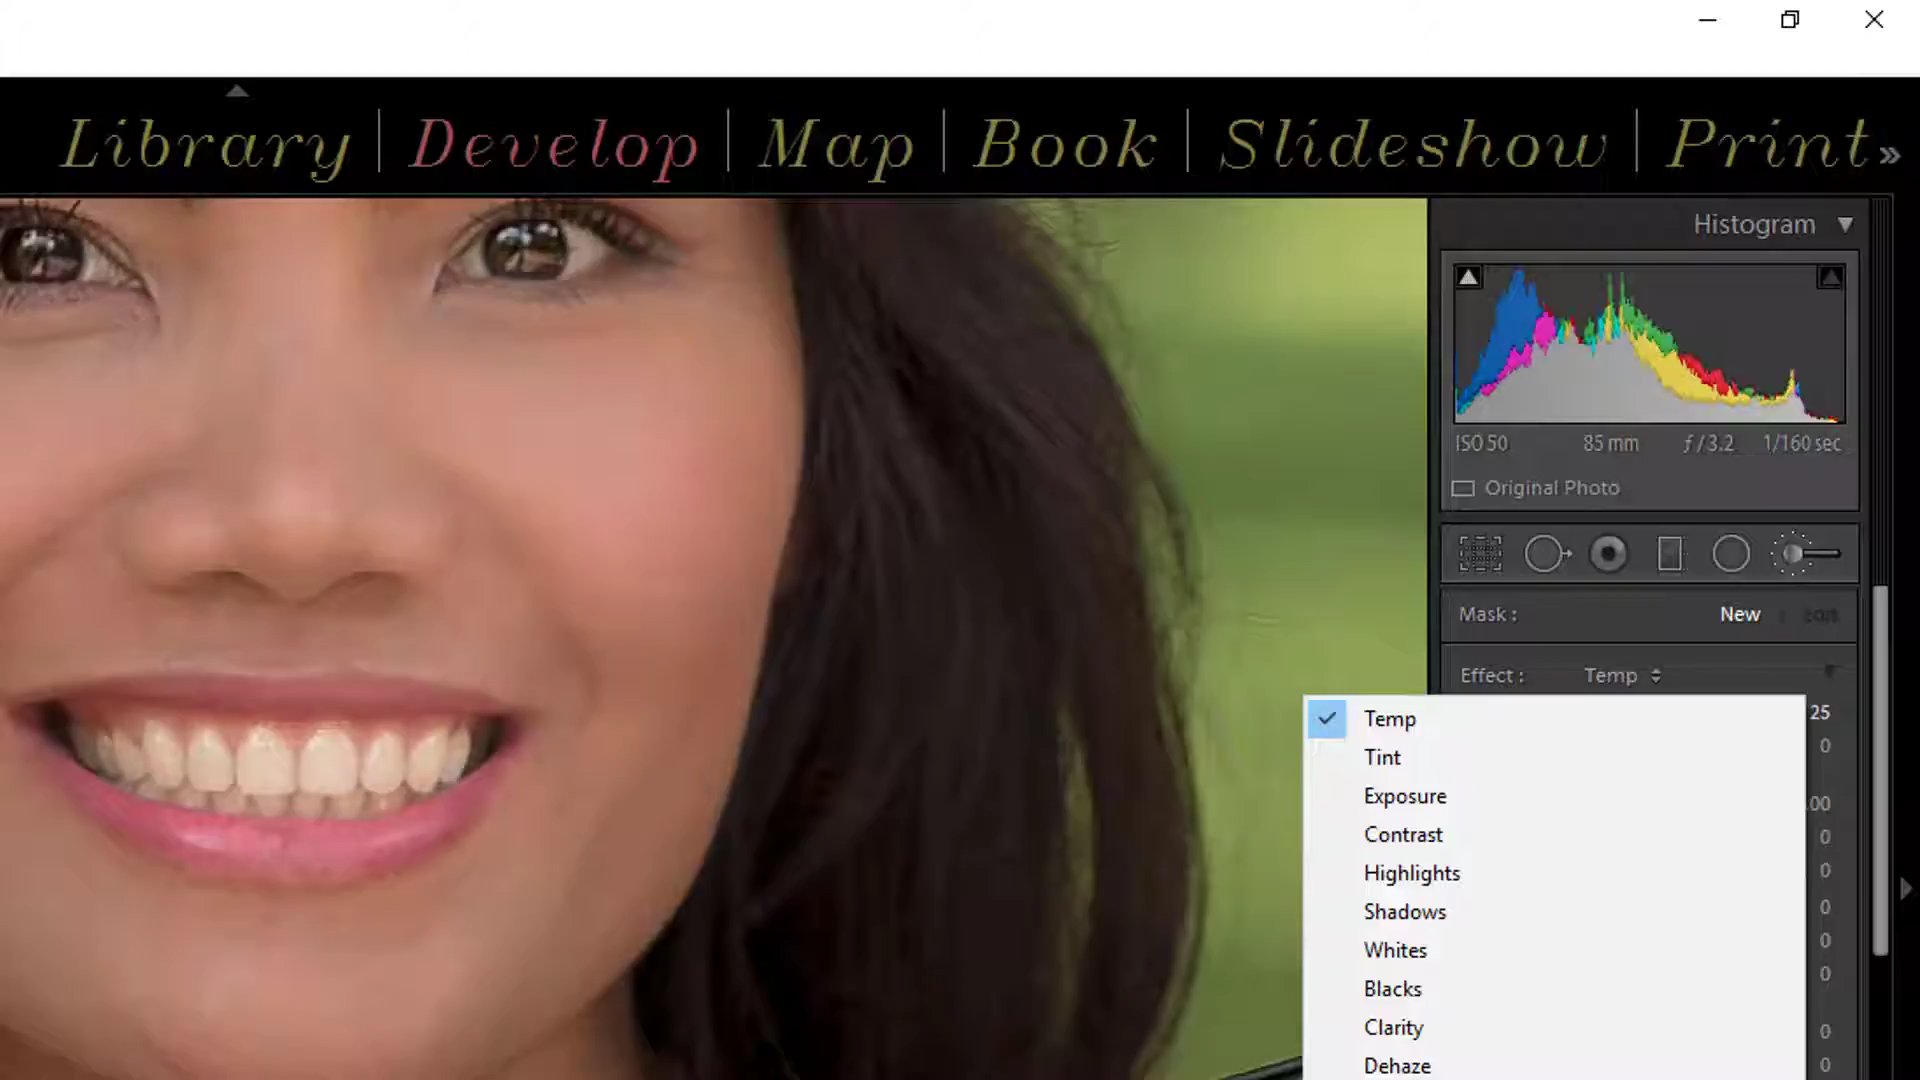 Library | Develop | Map | Book | Slideshow | Print »
Histogram
ISO 50 85 mm ƒ / 3.2 1/160 sec
Original Photo
Mask : New
Effect : Temp
Temp 25
Tint 0
Exposure .00
Contrast 0
Highlights 0
Shadows 0
Whites 0
Blacks 0
Clarity 0
Dehaze 0